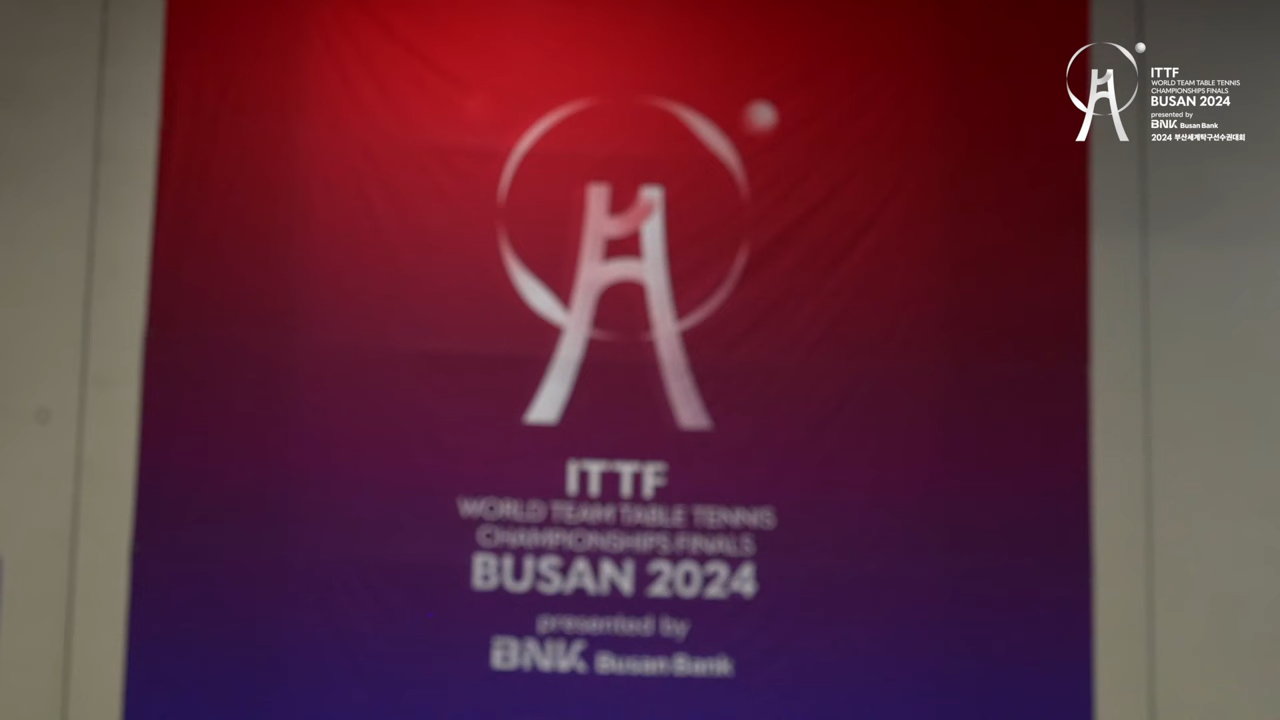 ITTF
WORLD TEAM TABLE TENNIS
CHAMPIONSHIPS FINALS
BUSAN 2024
presented by
BNK Busan Bank
2024 부산세계탁구선수권대회
ITTF
WORLD TEAM TABLE TENNIS
CHAMPIONSHIPS FINALS
BUSAN 2024
presented by
BNK Busan Bank